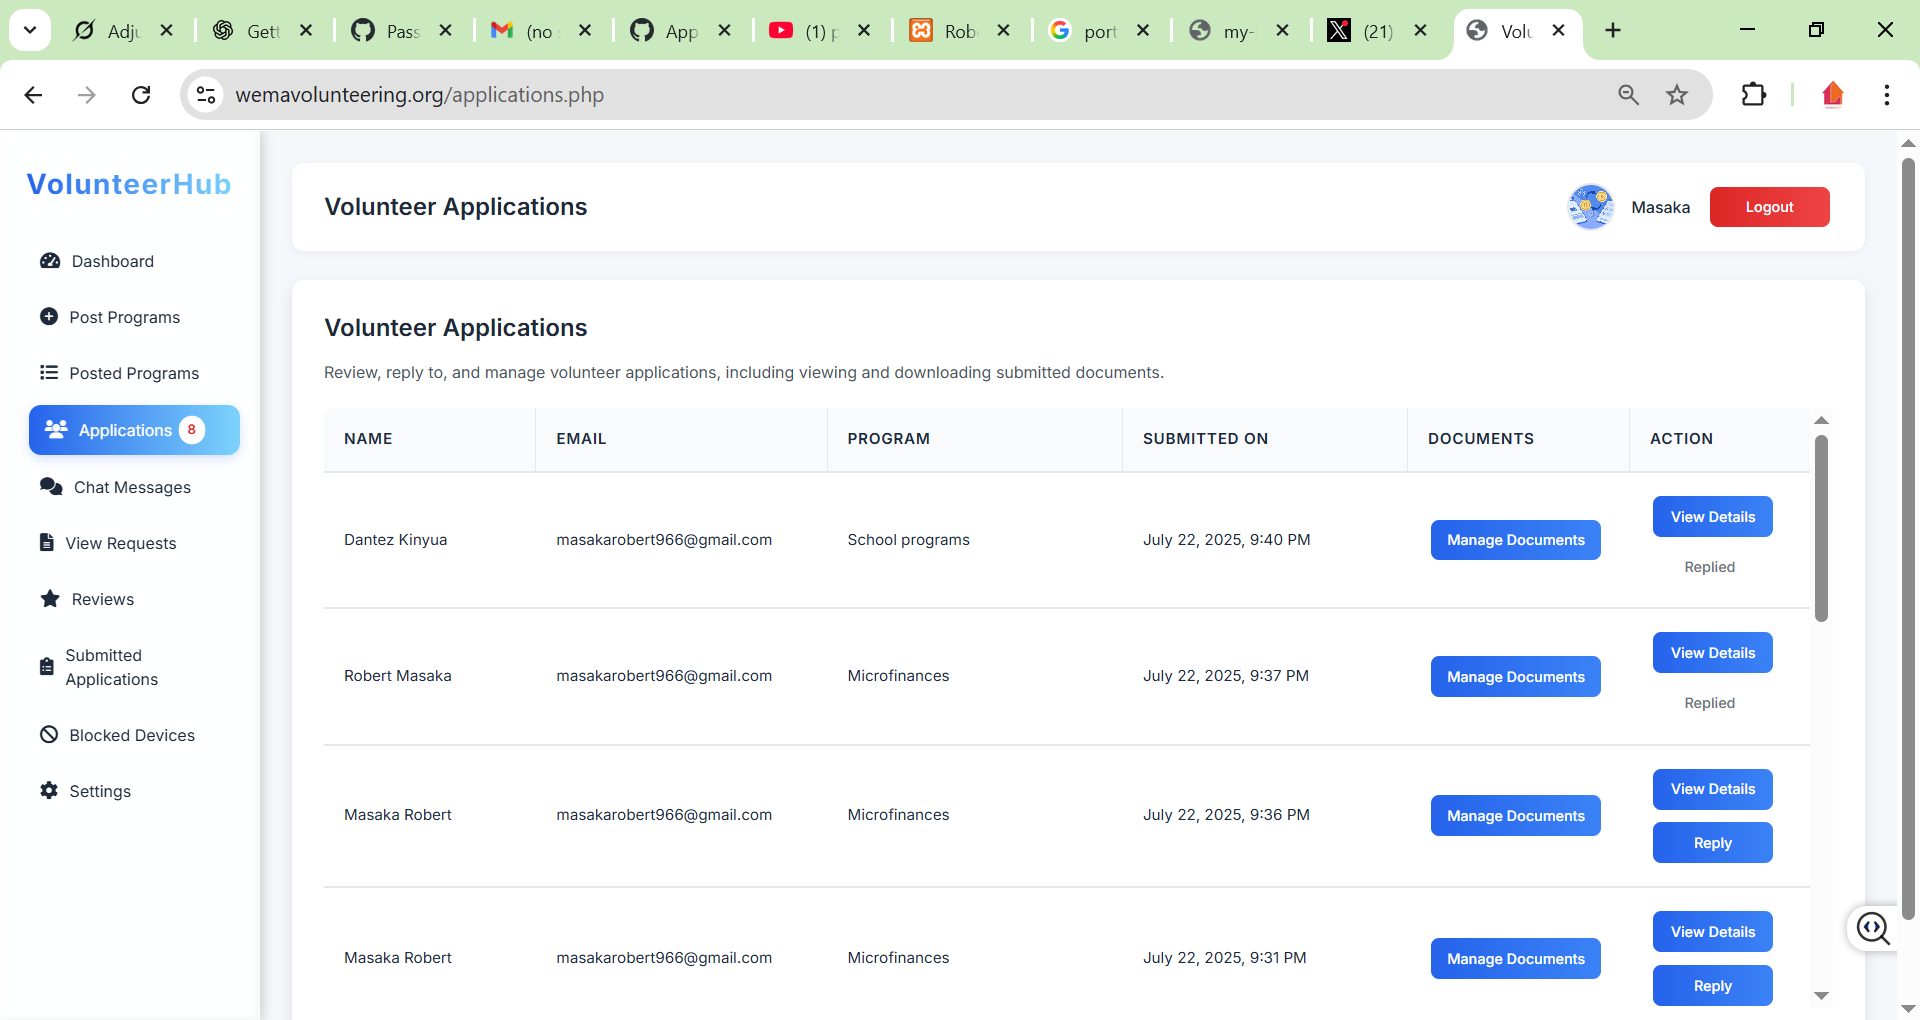 Adju
Gett
Pass
(no s
App
(1) p
Rob
port
my-
(21)
Volu
wemavolunteering.org/applications.php
VolunteerHub
Dashboard
Post Programs
Posted Programs
Applications 8
Chat Messages
View Requests
Reviews
Submitted
Applications
Blocked Devices
Settings
Volunteer Applications
Masaka
Logout
Volunteer Applications
Review, reply to, and manage volunteer applications, including viewing and downloading submitted documents.
NAME EMAIL PROGRAM SUBMITTED ON DOCUMENTS ACTION
Dantez Kinyua masakarobert966@gmail.com School programs July 22, 2025, 9:40 PM Manage Documents View Details
Replied
Robert Masaka masakarobert966@gmail.com Microfinances July 22, 2025, 9:37 PM Manage Documents View Details
Replied
Masaka Robert masakarobert966@gmail.com Microfinances July 22, 2025, 9:36 PM Manage Documents View Details
Reply
Masaka Robert masakarobert966@gmail.com Microfinances July 22, 2025, 9:31 PM Manage Documents View Details
Reply